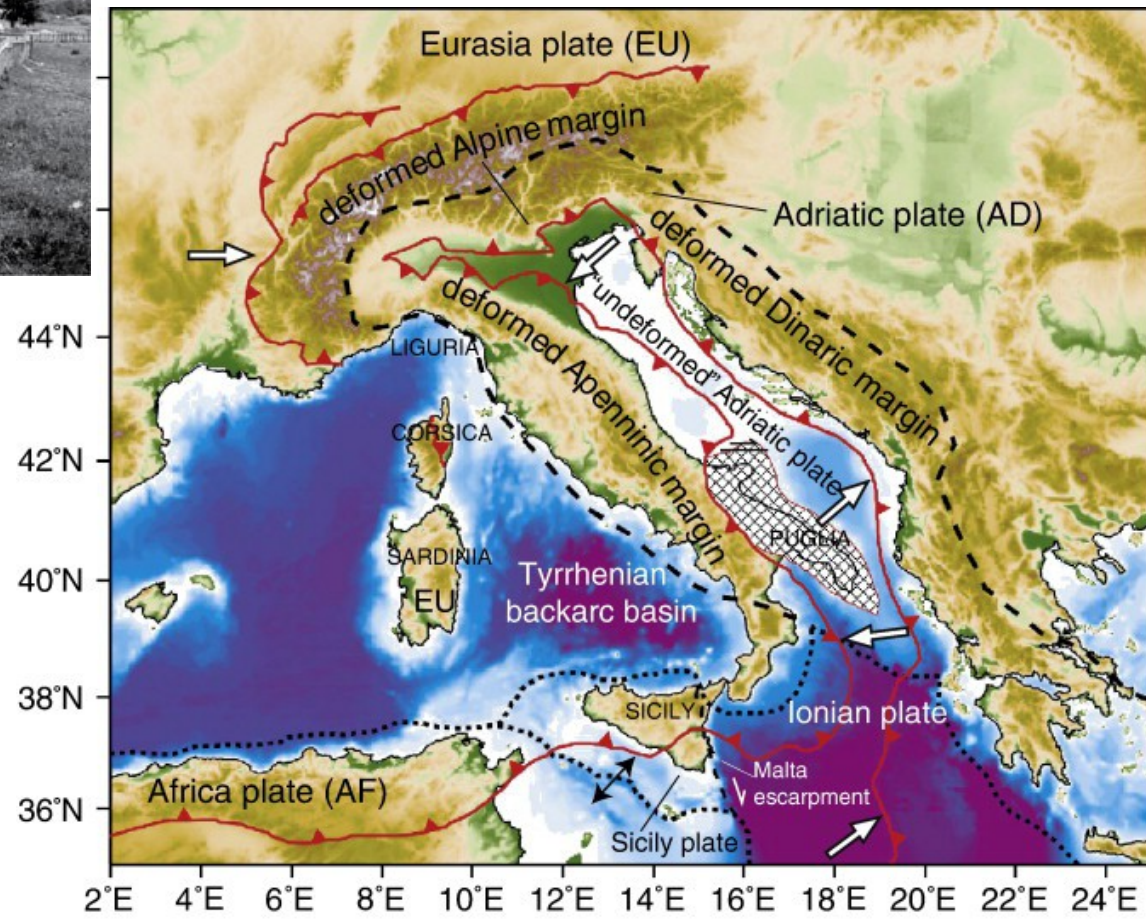 Eurasia plate (EU)
deformed Alpine margin
Adriatic plate (AD)
deformed Dinaric margin
"undeformed" Adriatic plate
deformed Apenninic margin
44°N
LIGURIA
CORSICA
42°N
PUGLIA
SARDINIA
40°N
EU
Tyrrhenian
backarc basin
38°N
SICILY
Ionian plate
Malta
escarpment
Africa plate (AF)
36°N
Sicily plate
2°E 4°E 6°E 8°E 10°E 12°E 14°E 16°E 18°E 20°E 22°E 24°E